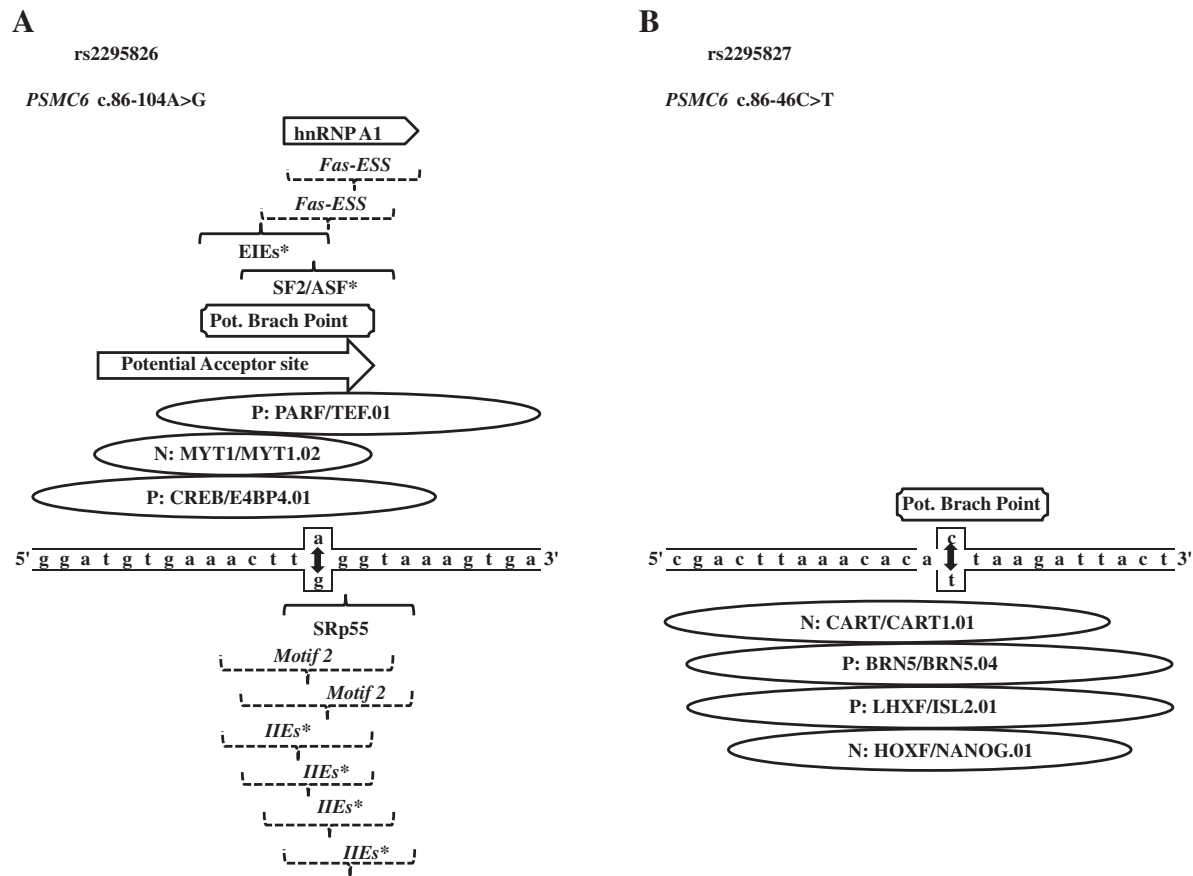 A
rs2295826
PSMC6 c.86-104A>G
hnRNP A1
Fas-ESS
Fas-ESS
EIEs*
SF2/ASF*
Pot. Brach Point
Potential Acceptor site
P: PARF/TEF.01
N: MYT1/MYT1.02
P: CREB/E4BP4.01
a
5' g g a t g t g a a a c t t g g t a a a g t g a 3'
g
SRp55
Motif 2
Motif 2
IIEs*
IIEs*
IIEs*
IIEs*
B
rs2295827
PSMC6 c.86-46C>T
Pot. Brach Point
c
5' c g a c t t a a a c a c a t a a g a t t a c t 3'
t
N: CART/CART1.01
P: BRN5/BRN5.04
P: LHXF/ISL2.01
N: HOXF/NANOG.01